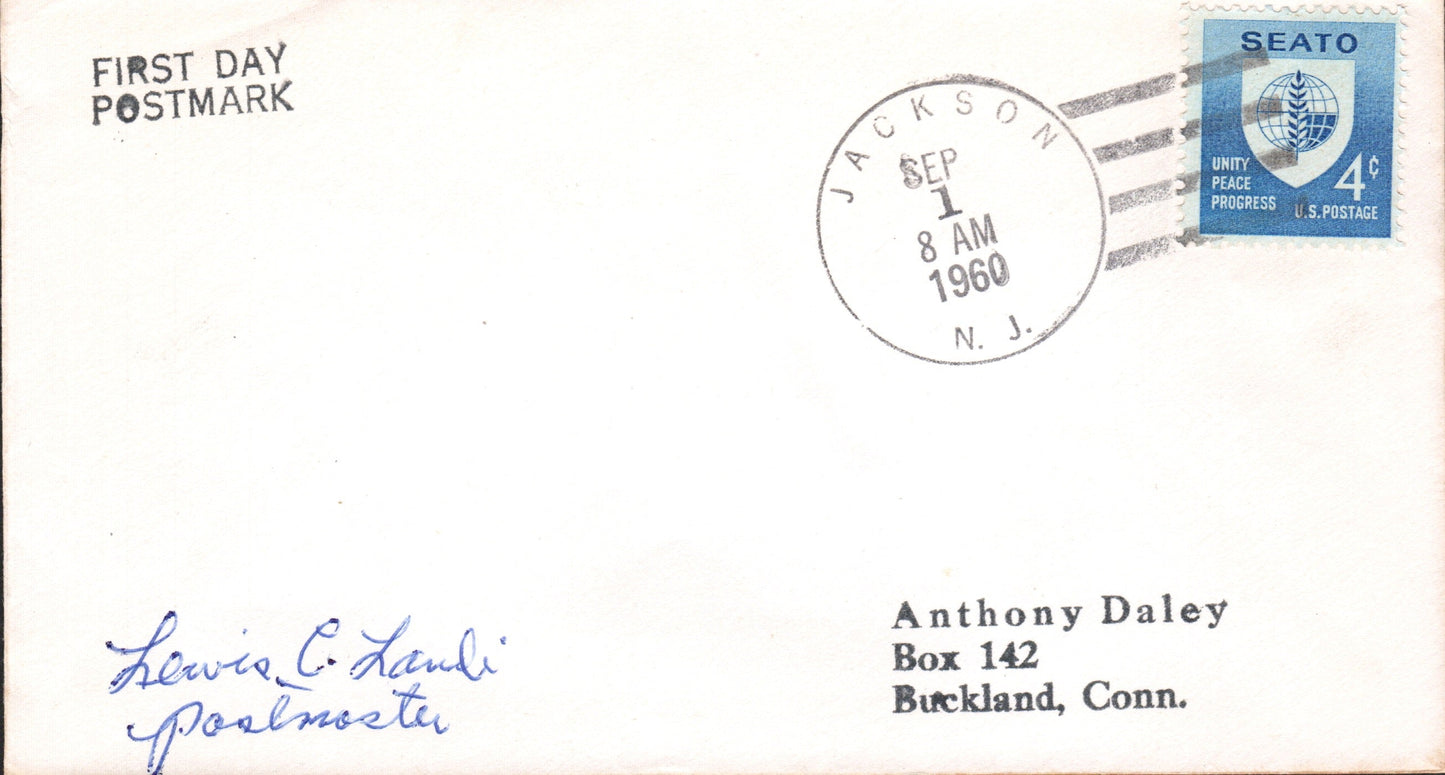 FIRST DAY
POSTMARK
JACKSON
SEP
1
8 AM
1960
N. J.
SEATO
UNITY
PEACE
PROGRESS
4¢
U.S. POSTAGE
Lewis C. Landi
Postmaster
Anthony Daley
Box 142
Buckland, Conn.